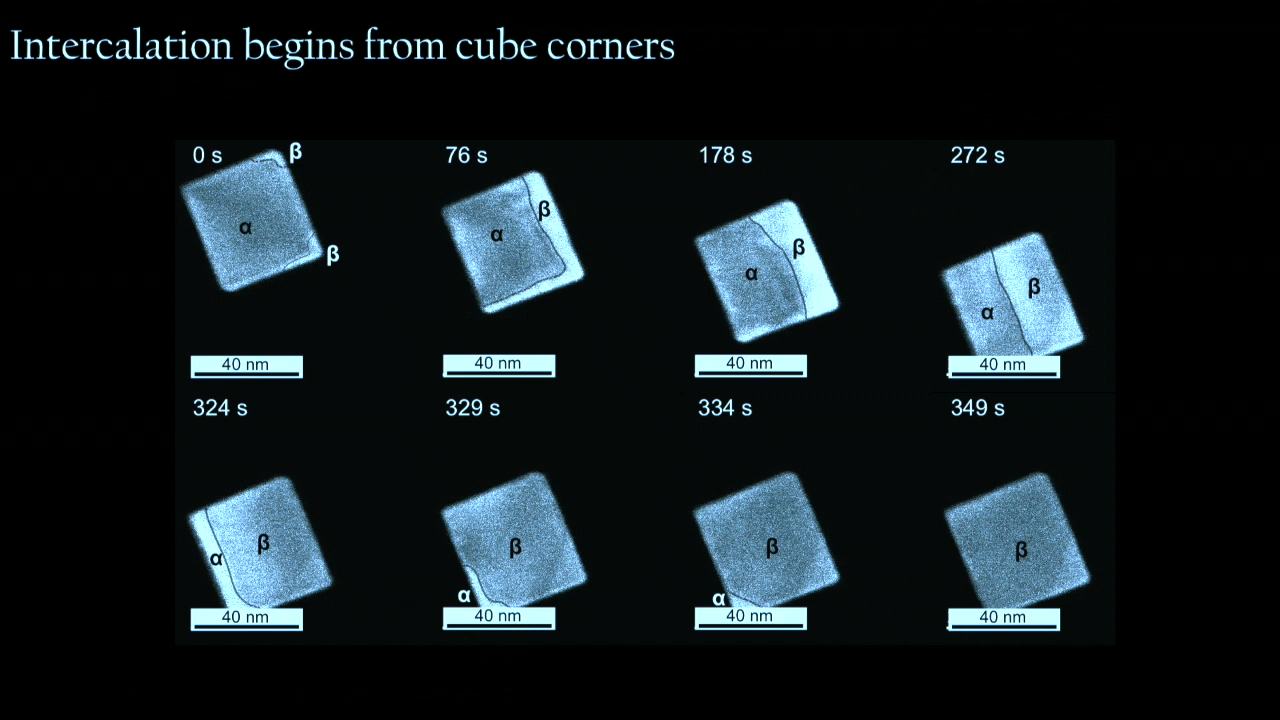 Intercalation begins from cube corners
0 s
β
α
β
40 nm
76 s
β
α
40 nm
178 s
β
α
40 nm
272 s
β
α
40 nm
324 s
β
α
40 nm
329 s
β
α
40 nm
334 s
β
α
40 nm
349 s
β
40 nm